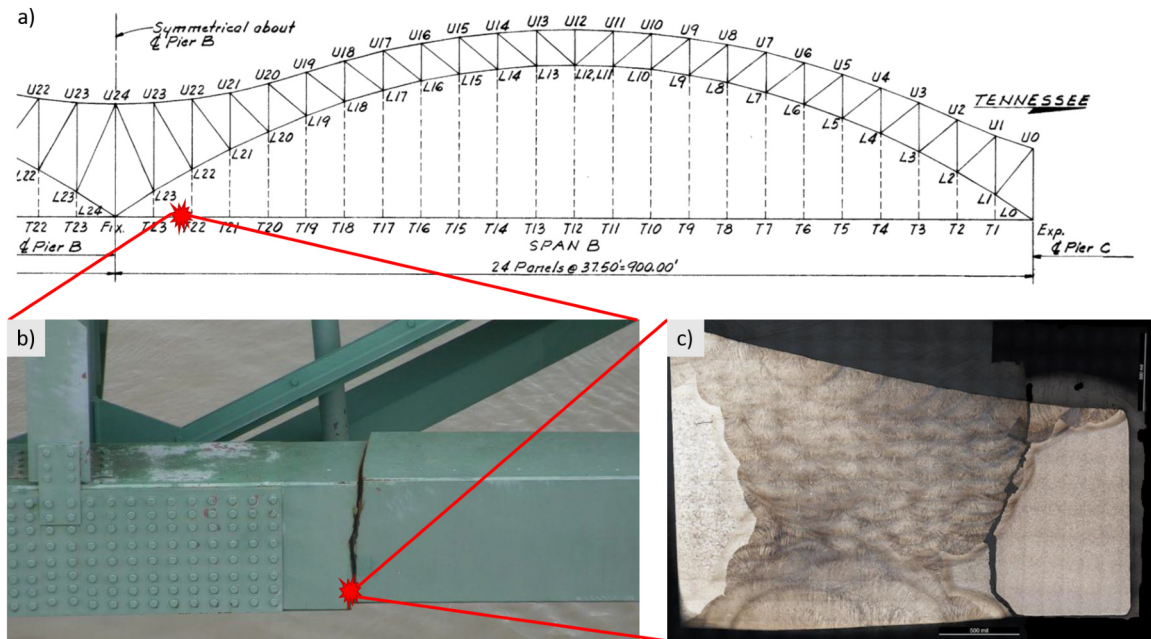 a)
Symmetrical about
℄ Pier B
U22 U23 U24 U23 U22 U21 U20 U19 U18 U17 U16 U15 U14 U13 U12 U11 U10 U9 U8 U7 U6 U5 U4 U3 U2 U1 U0
TENNESSEE
L22 L23 L24 L23 L22 L21 L20 L19 L18 L17 L16 L15 L14 L13 L12, L11 L10 L9 L8 L7 L6 L5 L4 L3 L2 L1 L0
T22 T23 Fix. T23 T22 T21 T20 T19 T18 T17 T16 T15 T14 T13 T12 T11 T10 T9 T8 T7 T6 T5 T4 T3 T2 T1 Exp.
℄ Pier B SPAN B ℄ Pier C
24 Panels @ 37.50'=900.00'
b)
c)
500 mil